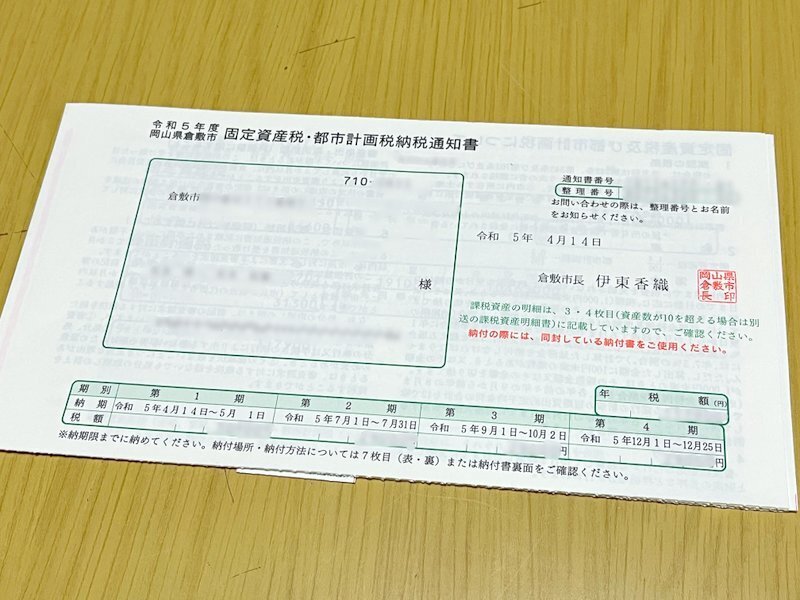 令和5年度
岡山県倉敷市
固定資産税・都市計画税納税通知書
710-
倉敷市
様
通知書番号
整理番号
お問い合わせの際は、整理番号とお名前
をお知らせください。
令和 5年 4月14日
倉敷市長 伊東香織
岡山県
倉敷市
長印
課税資産の明細は、3・4枚目(資産数が10を超える場合は別
送の課税資産明細書)に記載していますので、ご確認ください。
納付の際には、同封している納付書をご使用ください。
年税額(円)
期別 第1期 第2期 第3期 第4期
納期 令和 5年4月14日~5月 1日 令和 5年7月1日~7月31日 令和 5年9月1日~10月2日 令和 5年12月1日~12月25日
税額 円 円
※納期限までに納めてください。納付場所・納付方法については7枚目(表・裏)または納付書裏面をご確認ください。